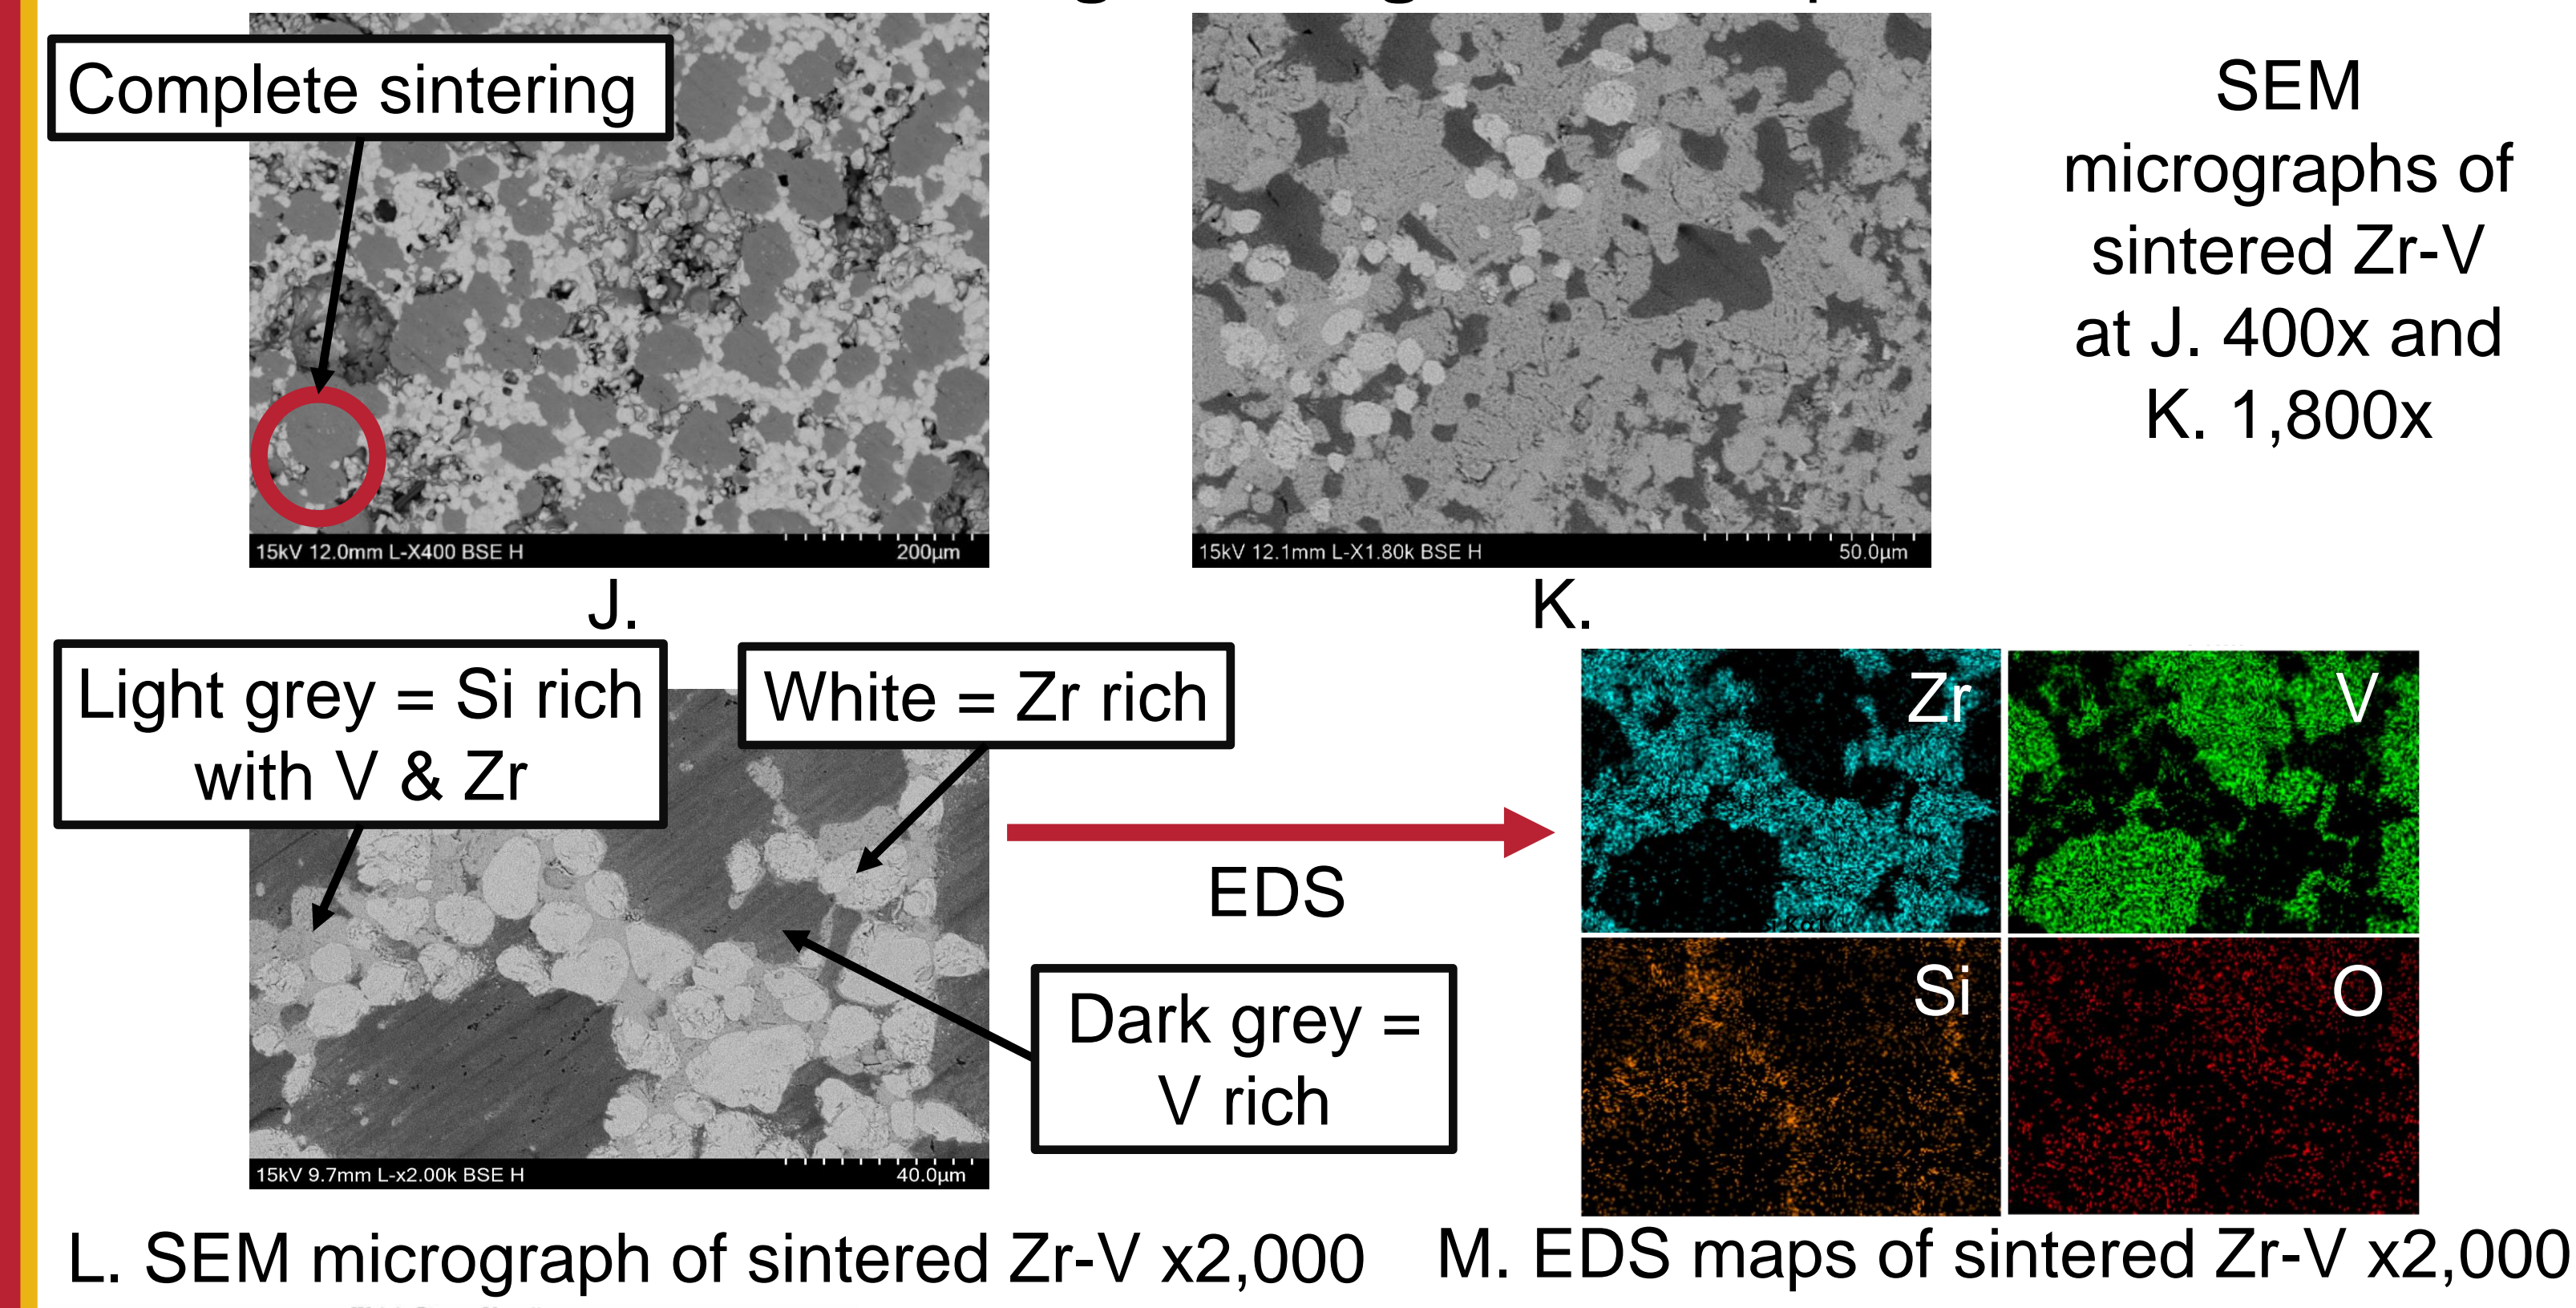 Complete sintering
15kV 12.0mm L-X400 BSE H
200μm
J.
15kV 12.1mm L-X1.80k BSE H
50.0μm
K.
SEM
micrographs of
sintered Zr-V
at J. 400x and
K. 1,800x
Light grey = Si rich
with V & Zr
White = Zr rich
Dark grey =
V rich
15kV 9.7mm L-x2.00k BSE H
40.0μm
EDS
Zr
V
Si
O
L. SEM micrograph of sintered Zr-V x2,000
M. EDS maps of sintered Zr-V x2,000